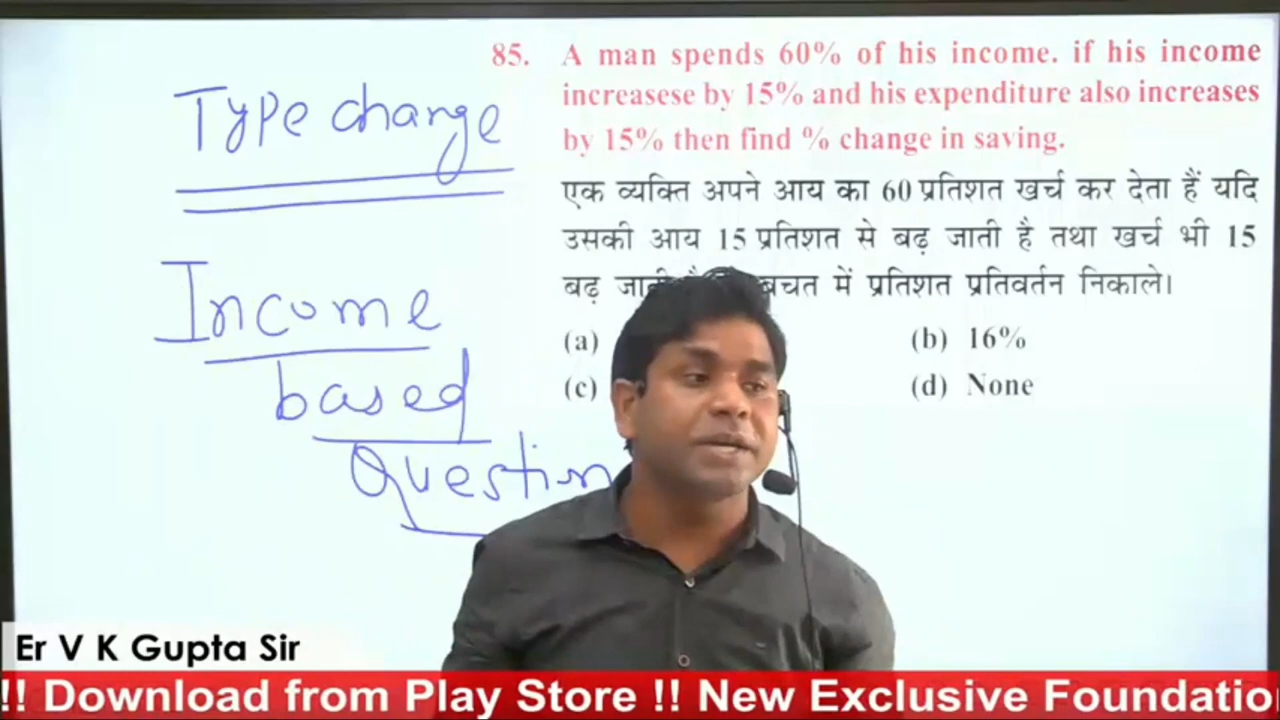 Type change
Income
based
Question
85. A man spends 60% of his income. if his income
increasese by 15% and his expenditure also increases
by 15% then find % change in saving.
एक व्यक्ति अपने आय का 60 प्रतिशत खर्च कर देता हैं यदि
उसकी आय 15 प्रतिशत से बढ़ जाती है तथा खर्च भी 15
बढ़ बचत में प्रतिशत प्रतिवर्तन निकाले।
(a) (b) 16%
(c) (d) None
Er V K Gupta Sir
!! Download from Play Store !! New Exclusive